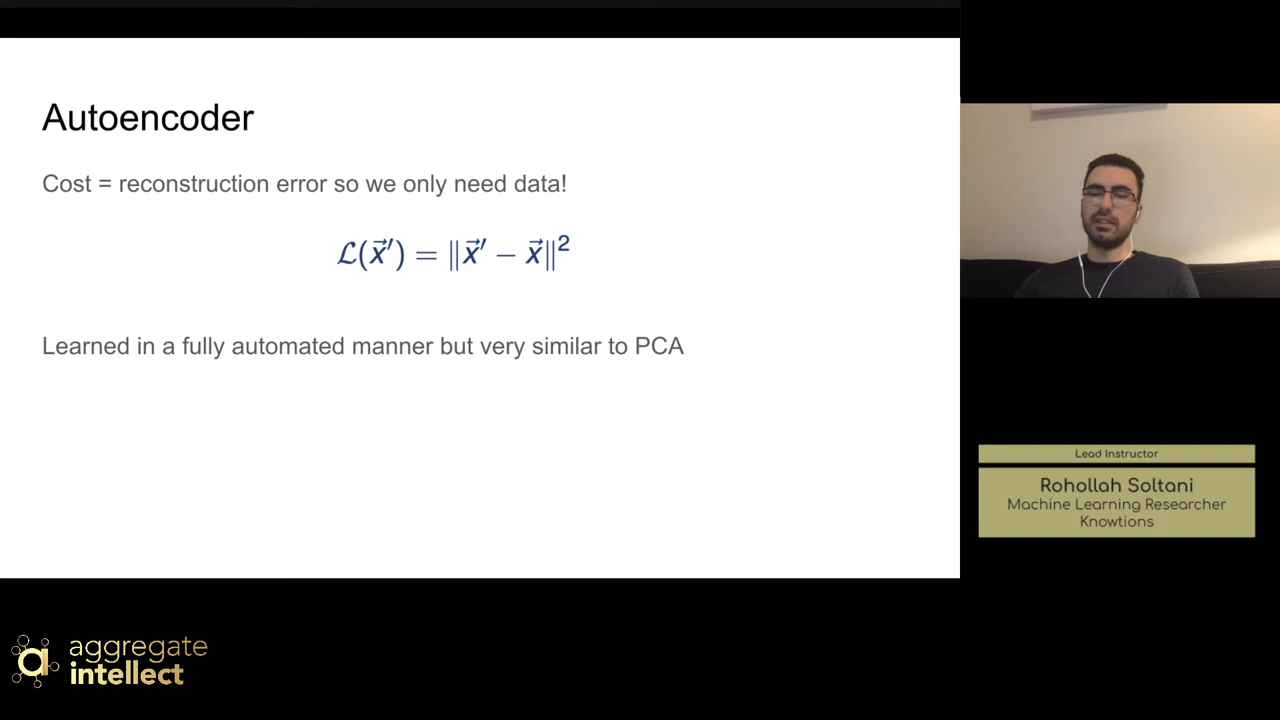 Autoencoder
Cost = reconstruction error so we only need data!
ℒ(x⃗′) = ‖x⃗′ − x⃗‖²
Learned in a fully automated manner but very similar to PCA
Lead Instructor
Rohollah Soltani
Machine Learning Researcher
Knowtions
a
aggregate
intellect